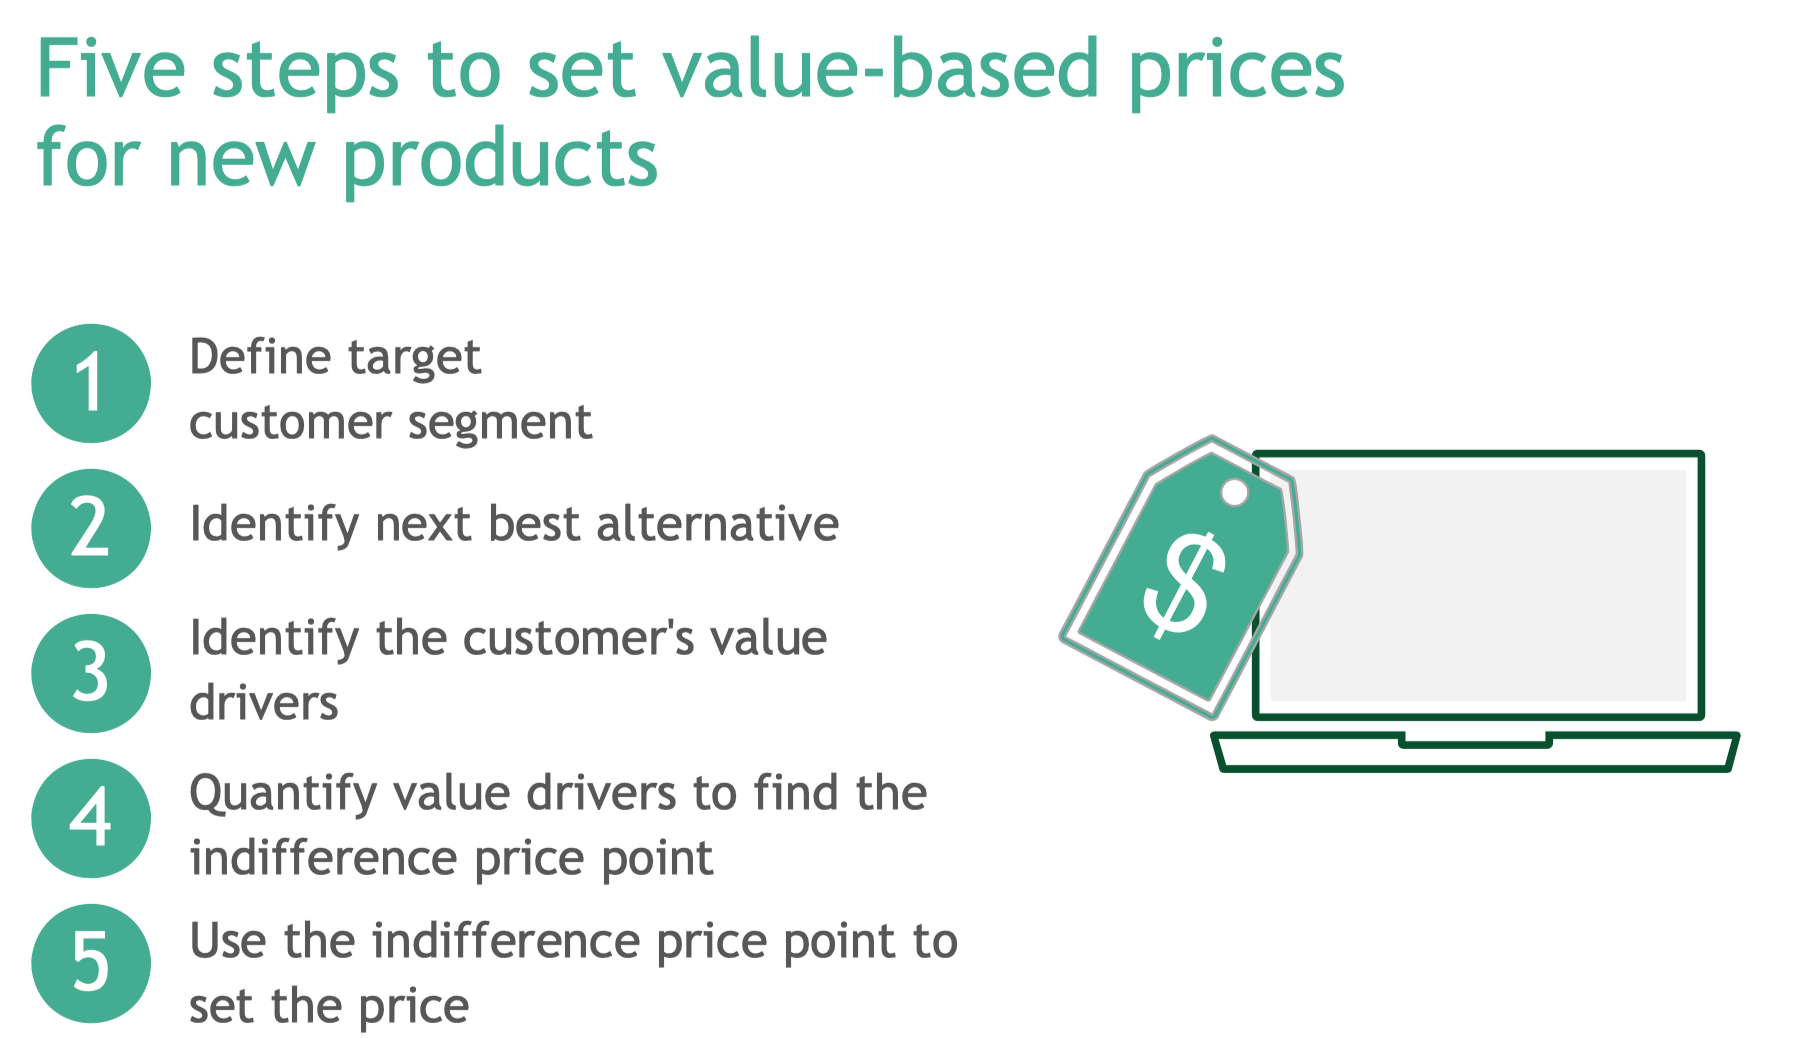 Five steps to set value-based prices
for new products
1
Define target
customer segment
2
Identify next best alternative
3
Identify the customer's value
drivers
4
Quantify value drivers to find the
indifference price point
5
Use the indifference price point to
set the price
$